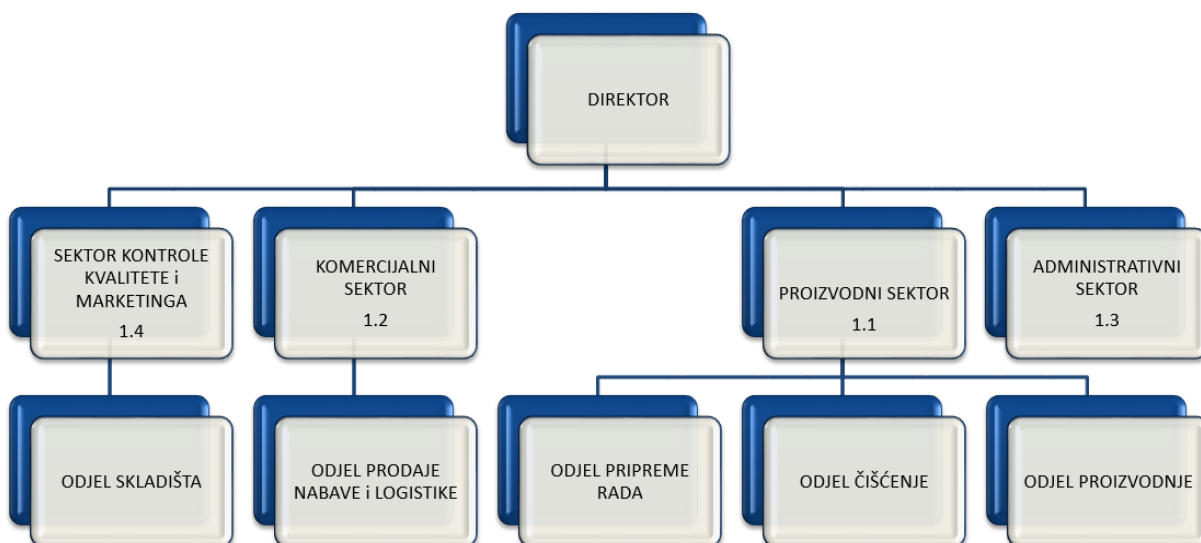 DIREKTOR
SEKTOR KONTROLE
KVALITETE i
MARKETINGA
1.4
KOMERCIJALNI
SEKTOR
1.2
PROIZVODNI SEKTOR
1.1
ADMINISTRATIVNI
SEKTOR
1.3
ODJEL SKLADIŠTA
ODJEL PRODAJE
NABAVE i LOGISTIKE
ODJEL PRIPREME
RADA
ODJEL ČIŠĆENJE
ODJEL PROIZVODNJE